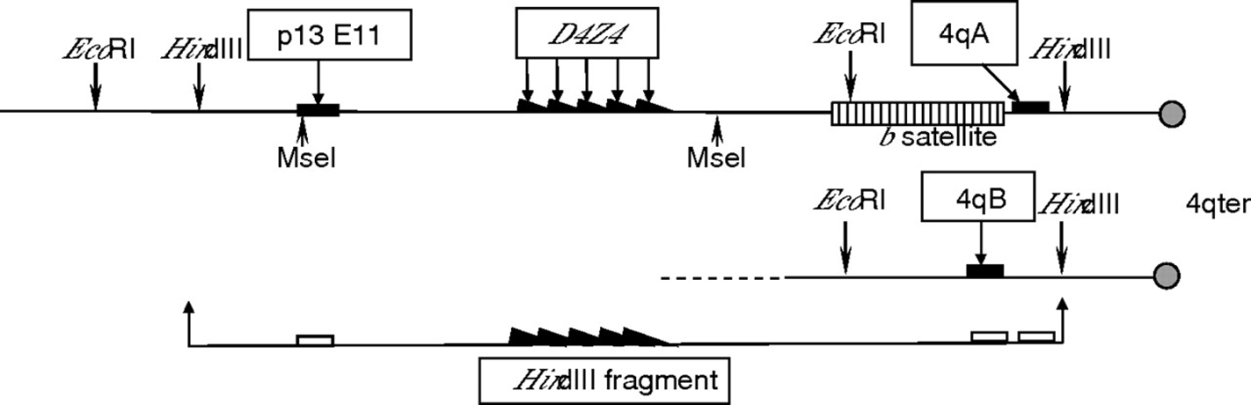 EcoRI
HindIII
p13 E11
D4Z4
EcoRI
4qA
HindIII
MseI
MseI
b satellite
EcoRI
4qB
HindIII
4qter
HindIII fragment